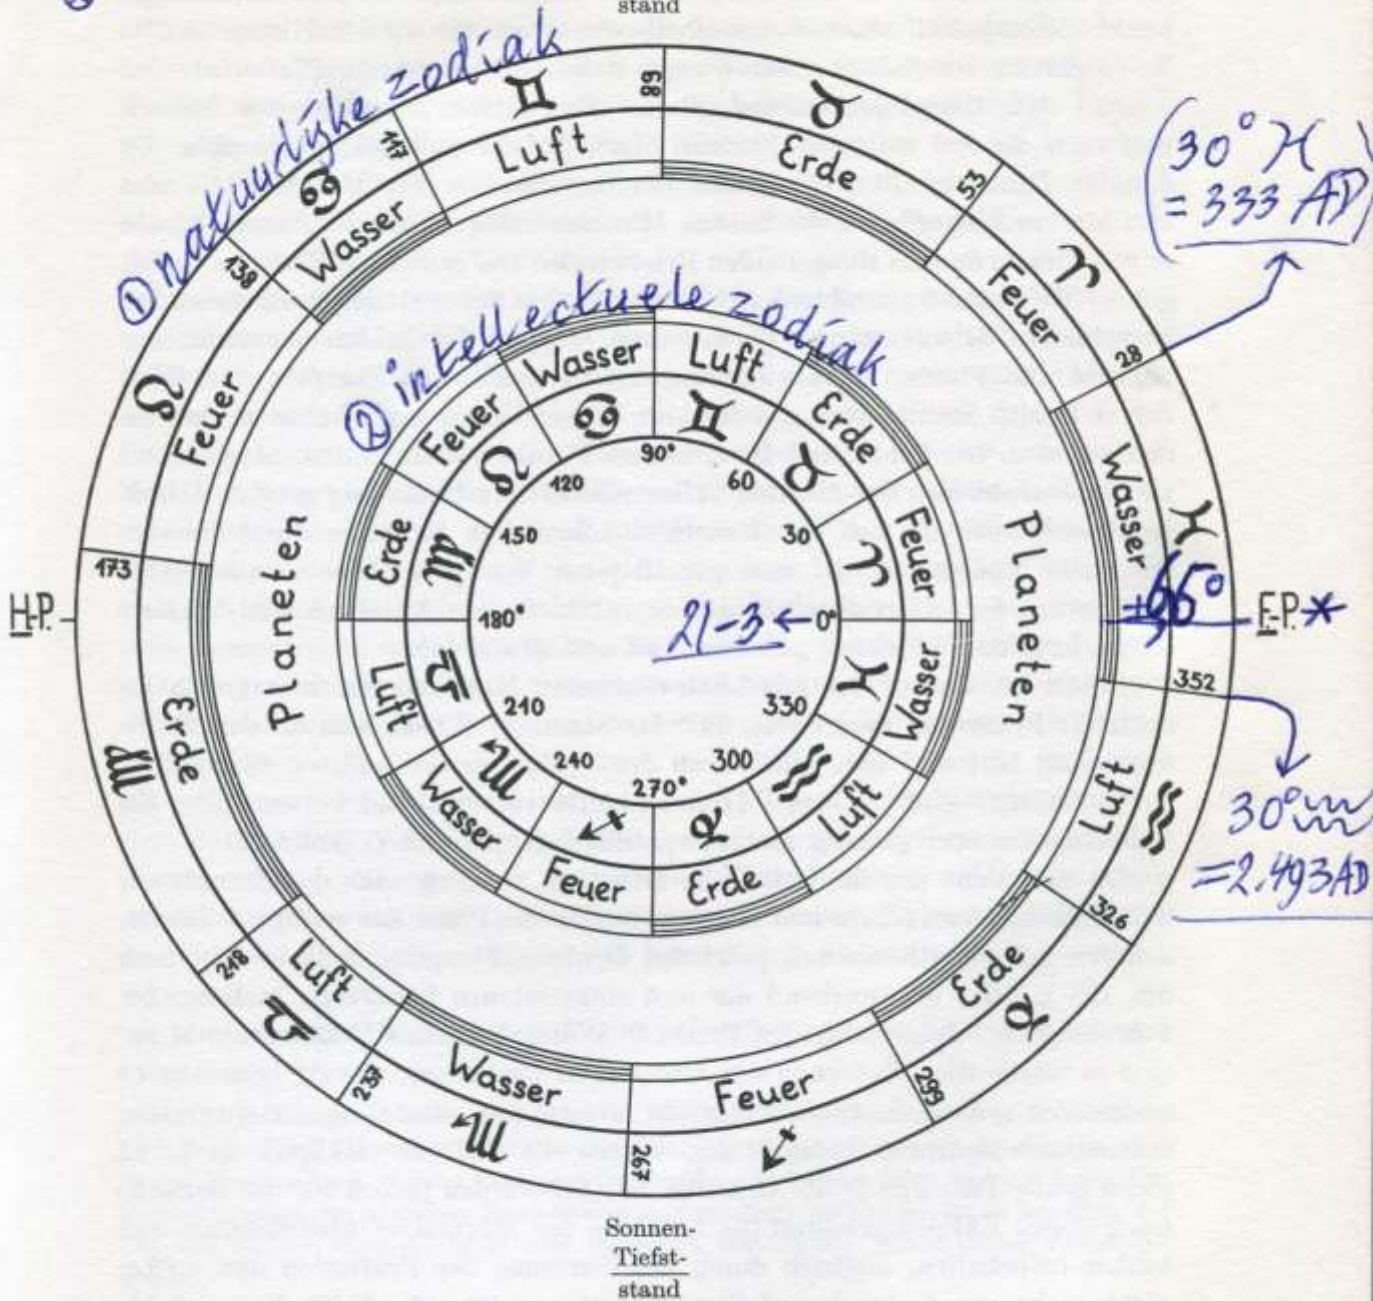 stand
① natuurlijke zodiak
♊
89
♉
Luft
Erde
117
53
♋
Wasser
♈
Feuer
138
28
(30° ♓
= 333 AD)
♌
Feuer
② intellectuele zodiak
Wasser
Luft
Feuer
Erde
♋
♊
♌
♉
90°
120
60
150
30
Erde
♍
♈
Feuer
Planeten
Planeten
Wasser
♓
173
H.-P.
180°
21-3 ← 0°
F.-P. *
352
Luft
♎
♓
Wasser
210
330
240
300
270°
♏
♒
Wasser
Luft
♐
♑
Feuer
Erde
♍
Erde
Luft
♒
30° ♒
= 2.493 AD
326
Luft
Erde
♎
♑
237
299
Wasser
Feuer
♏
♐
267
Sonnen-
Tiefst-
stand